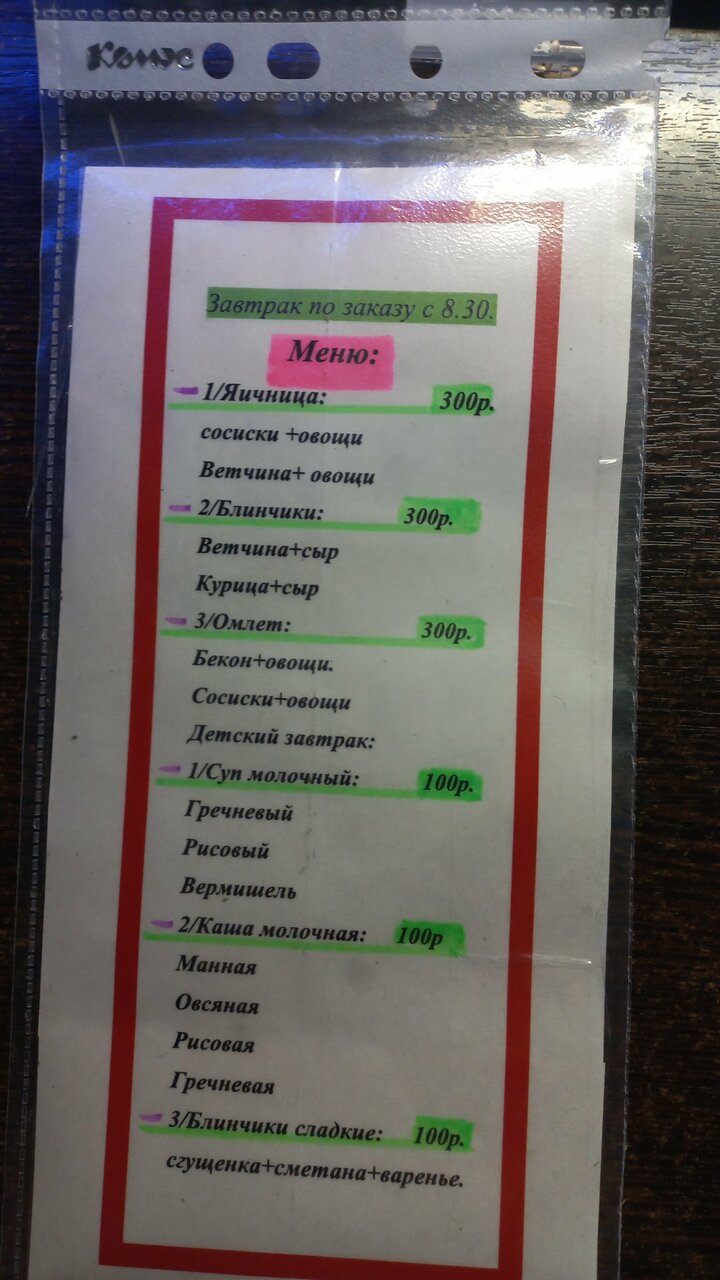 Комус
Завтрак по заказу с 8.30.
Меню:
1/Яичница: 300р.
сосиски +овощи
Ветчина+ овощи
2/Блинчики: 300р.
Ветчина+сыр
Курица+сыр
3/Омлет: 300р.
Бекон+овощи.
Сосиски+овощи
Детский завтрак:
1/Суп молочный: 100р.
Гречневый
Рисовый
Вермишель
2/Каша молочная: 100р
Манная
Овсяная
Рисовая
Гречневая
3/Блинчики сладкие: 100р.
сгущенка+сметана+варенье.